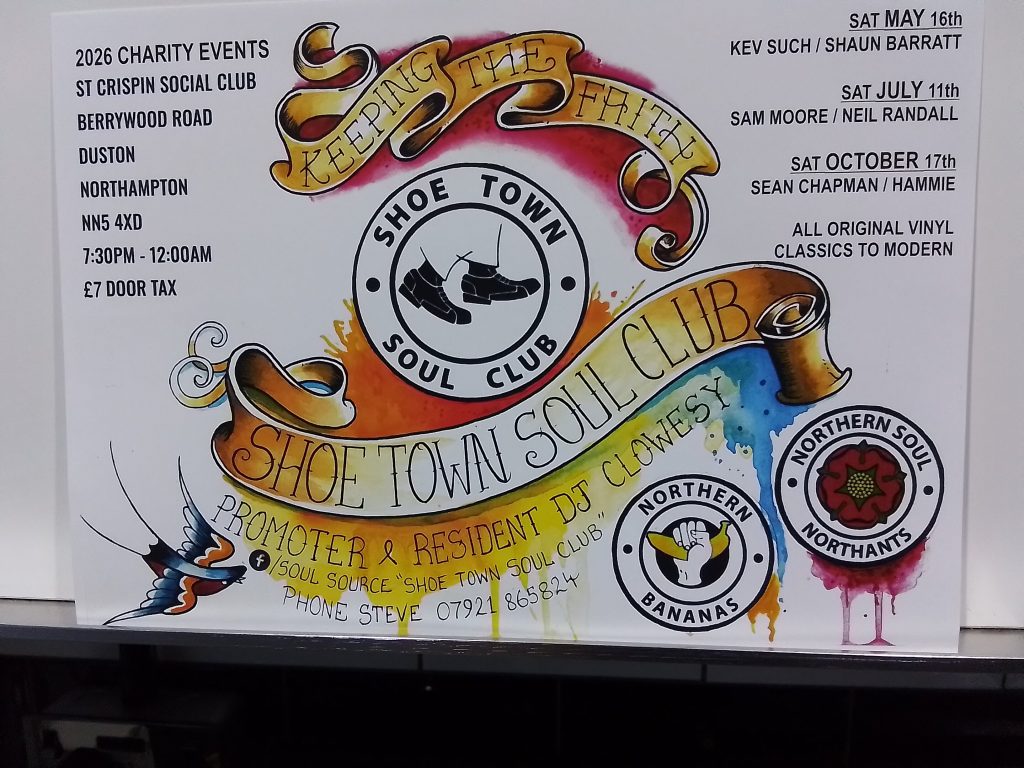 2026 CHARITY EVENTS
ST CRISPIN SOCIAL CLUB
BERRYWOOD ROAD
DUSTON
NORTHAMPTON
NN5 4XD
7:30PM - 12:00AM
£7 DOOR TAX
KEEPING THE FAITH
SAT MAY 16th
KEV SUCH / SHAUN BARRATT
SAT JULY 11th
SAM MOORE / NEIL RANDALL
SAT OCTOBER 17th
SEAN CHAPMAN / HAMMIE
ALL ORIGINAL VINYL
CLASSICS TO MODERN
SHOE TOWN
SOUL CLUB
SHOE TOWN SOUL CLUB
PROMOTER & RESIDENT DJ CLOWESY
f/SOUL SOURCE "SHOE TOWN SOUL CLUB"
PHONE STEVE 07921 865824
NORTHERN
BANANAS
NORTHERN SOUL
NORTHANTS